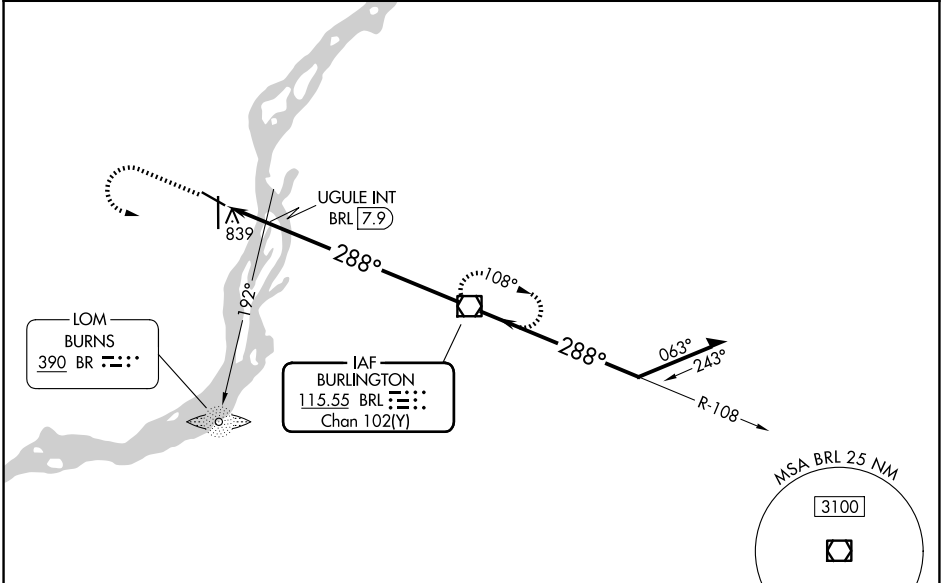 UGULE INT
BRL 7.9
839
288°
192°
108°
LOM
BURNS
390 BR
IAF
BURLINGTON
115.55 BRL
Chan 102(Y)
288°
063°
243°
R-108
MSA BRL 25 NM
3100